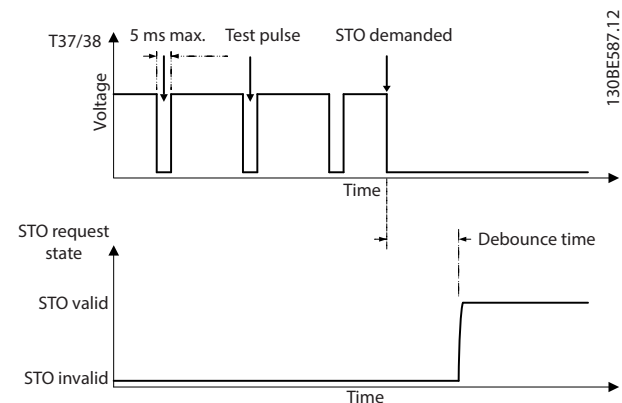 T37/38
5 ms max.
Test pulse
STO demanded
130BE587.12
Voltage
Time
STO request
state
Debounce time
STO valid
STO invalid
Time